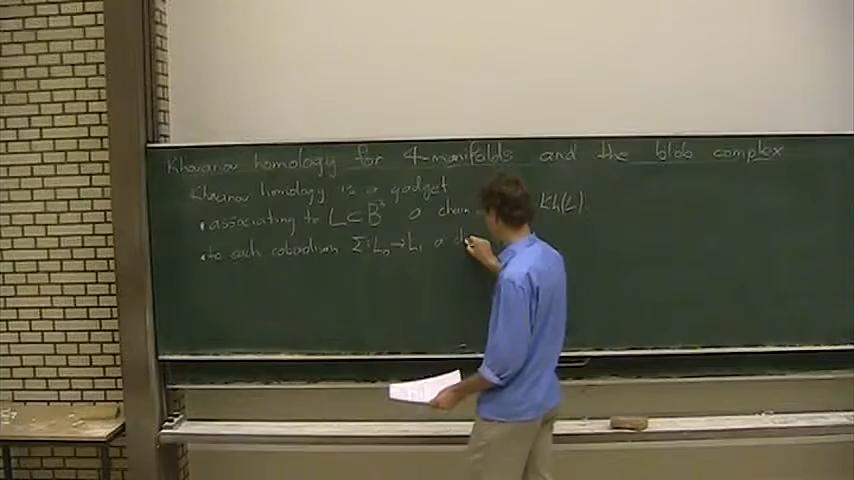 Khovanov homology for 4-manifolds and the blob complex
Khovanov homology is a gadget
• associating to L ⊂ B³ a chain Kh(L).
• to each cobordism Σ: L₀ → L₁ a ch